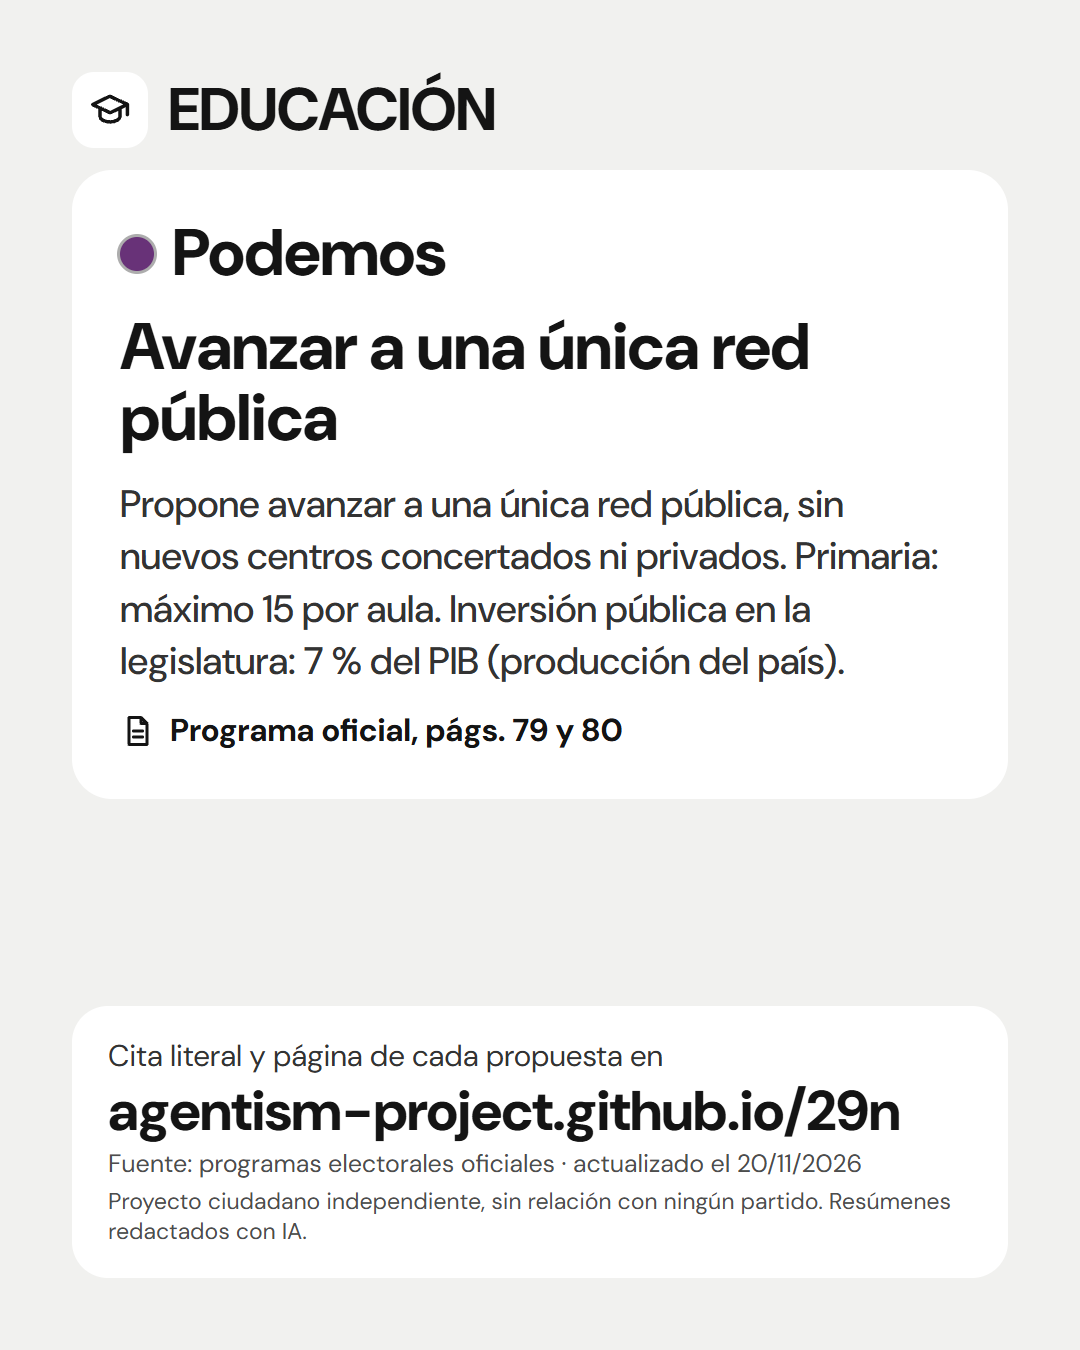 EDUCACIÓN
Podemos
Avanzar a una única red
pública
Propone avanzar a una única red pública, sin
nuevos centros concertados ni privados. Primaria:
máximo 15 por aula. Inversión pública en la
legislatura: 7 % del PIB (producción del país).
Programa oficial, págs. 79 y 80
Cita literal y página de cada propuesta en
agentism-project.github.io/29n
Fuente: programas electorales oficiales · actualizado el 20/11/2026
Proyecto ciudadano independiente, sin relación con ningún partido. Resúmenes
redactados con IA.